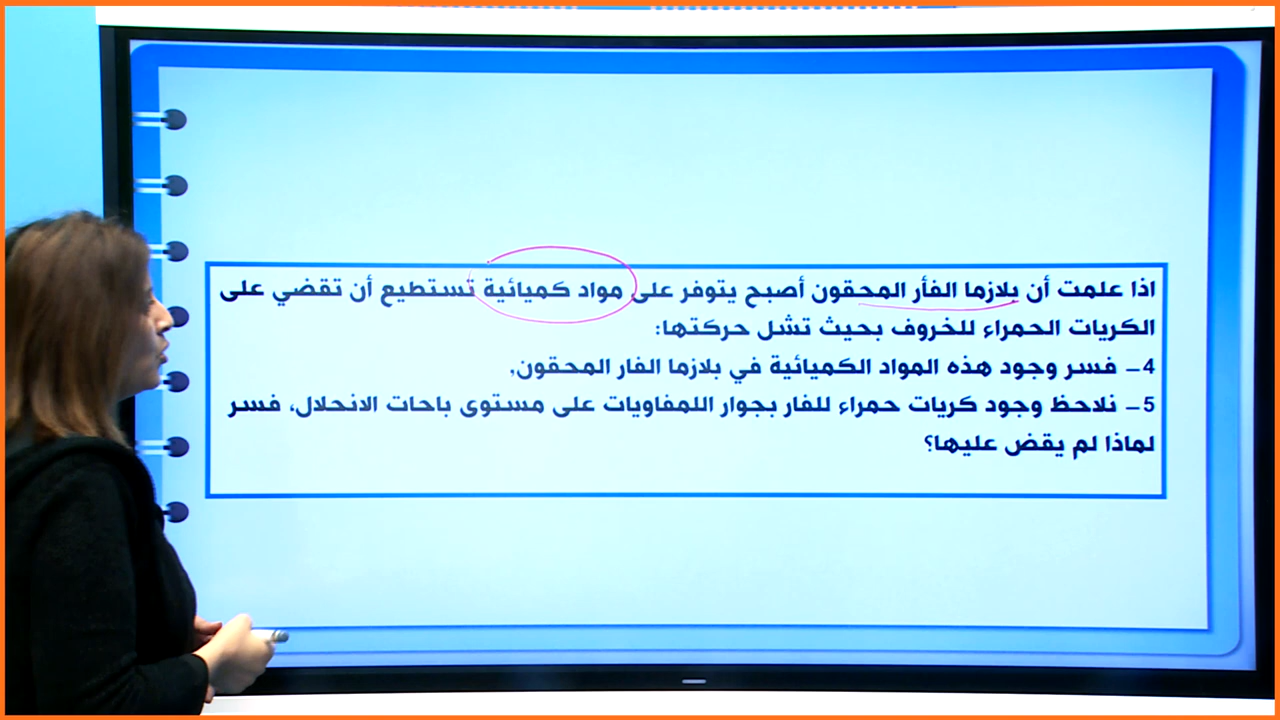 اذا علمت أن بلازما الفأر المحقون أصبح يتوفر على مواد كميائية تستطيع أن تقضي على
الكريات الحمراء للخروف بحيث تشل حركتها:
4– فسر وجود هذه المواد الكميائية في بلازما الفار المحقون,
5– نلاحظ وجود كريات حمراء للفار بجوار اللمفاويات على مستوى باحات الانحلال، فسر
لماذا لم يقض عليها؟